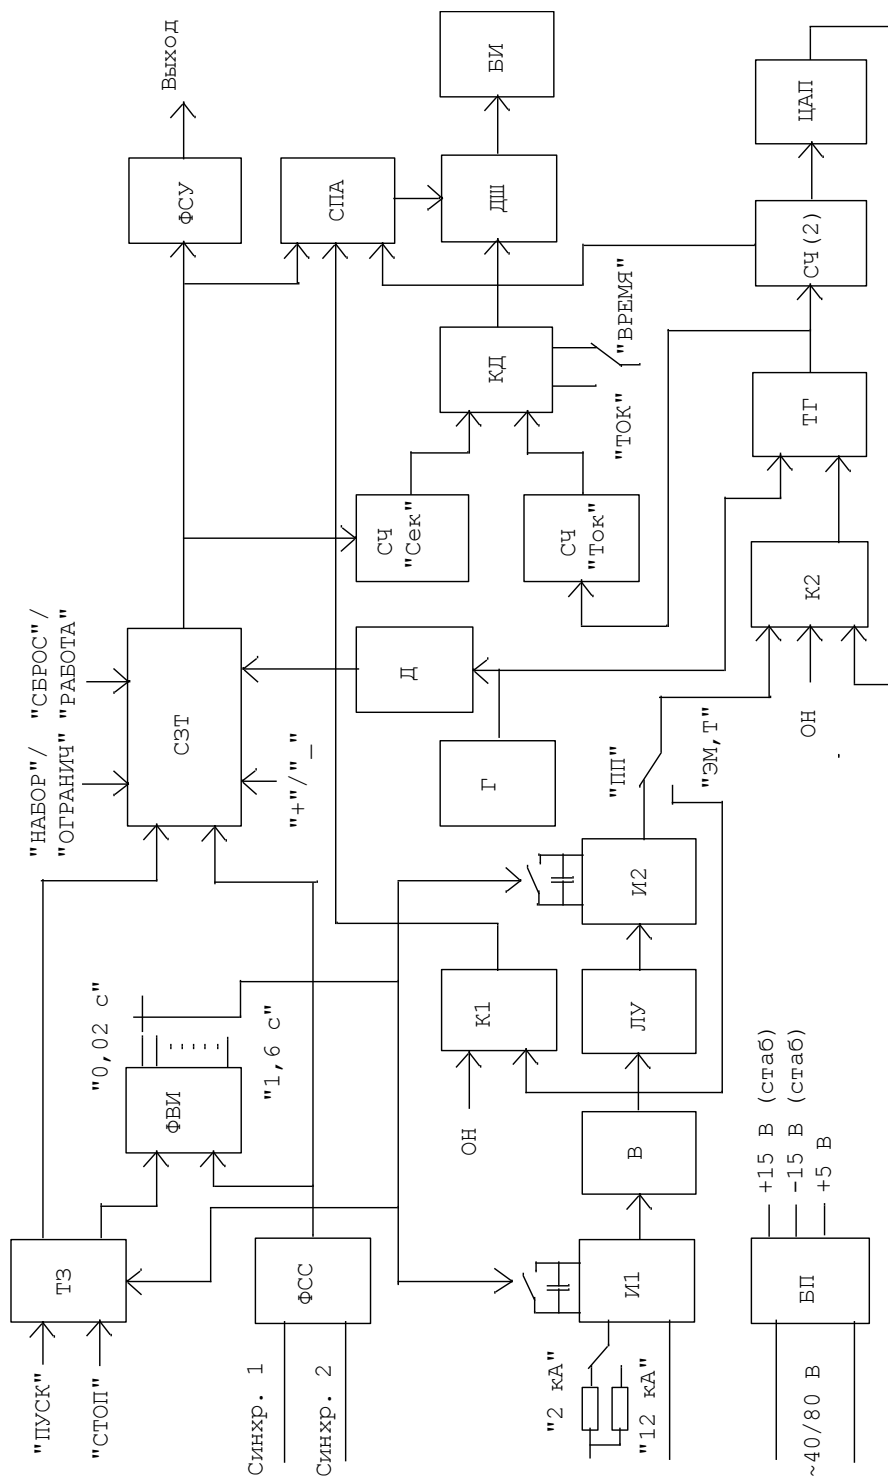 "ПУСК"
"СТОП"
ТЗ
ФВИ
"0,02 с"
"1,6 с"
"НАБОР"/
"ОГРАНИЧ"
"СБРОС"/
"РАБОТА"
СЗТ
"+"/"_"
ФСУ
Выход
Синхр. 1
Синхр. 2
ФСС
СПА
ОН
К1
Г
Д
СЧ
"Сек"
СЧ
"Ток"
КД
"ТОК"
"ВРЕМЯ"
ДШ
БИ
"2 кА"
"12 кА"
И1
В
ЛУ
И2
"ПП"
"ЭМ,Т"
ОН
К2
ТГ
СЧ(2)
ЦАП
~40/80 В
БП
+15 В (стаб)
-15 В (стаб)
+5 В